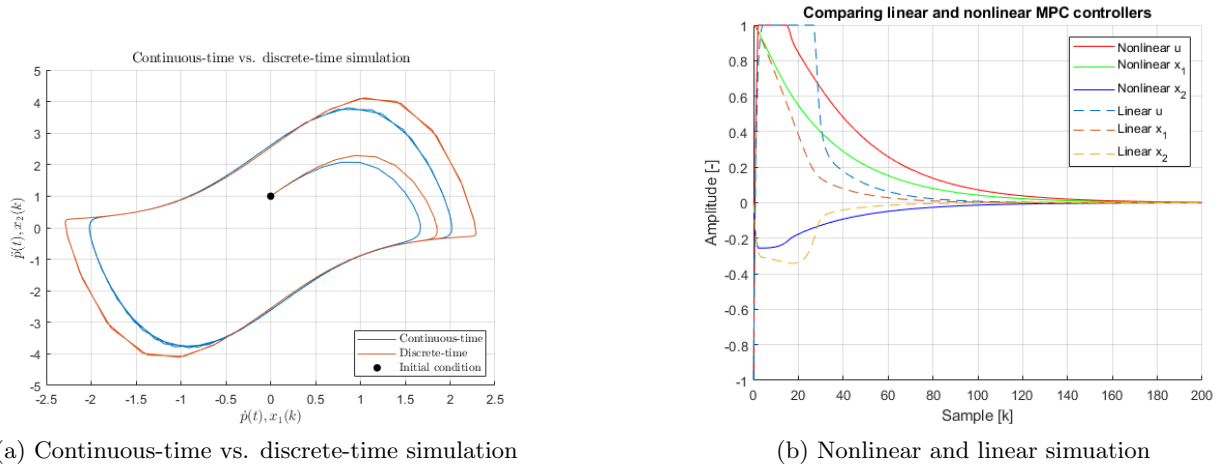 Continuous-time vs. discrete-time simulation
5
4
3
2
1
0
-1
-2
-3
-4
-5
p̈(t), x₂(k)
-2.5 -2 -1.5 -1 -0.5 0 0.5 1 1.5 2 2.5
ṗ(t), x₁(k)
Continuous-time
Discrete-time
Initial condition
(a) Continuous-time vs. discrete-time simulation
Comparing linear and nonlinear MPC controllers
1
0.8
0.6
0.4
0.2
0
-0.2
-0.4
-0.6
-0.8
-1
Amplitude [-]
0 20 40 60 80 100 120 140 160 180 200
Sample [k]
Nonlinear u
Nonlinear x₁
Nonlinear x₂
Linear u
Linear x₁
Linear x₂
(b) Nonlinear and linear simuation